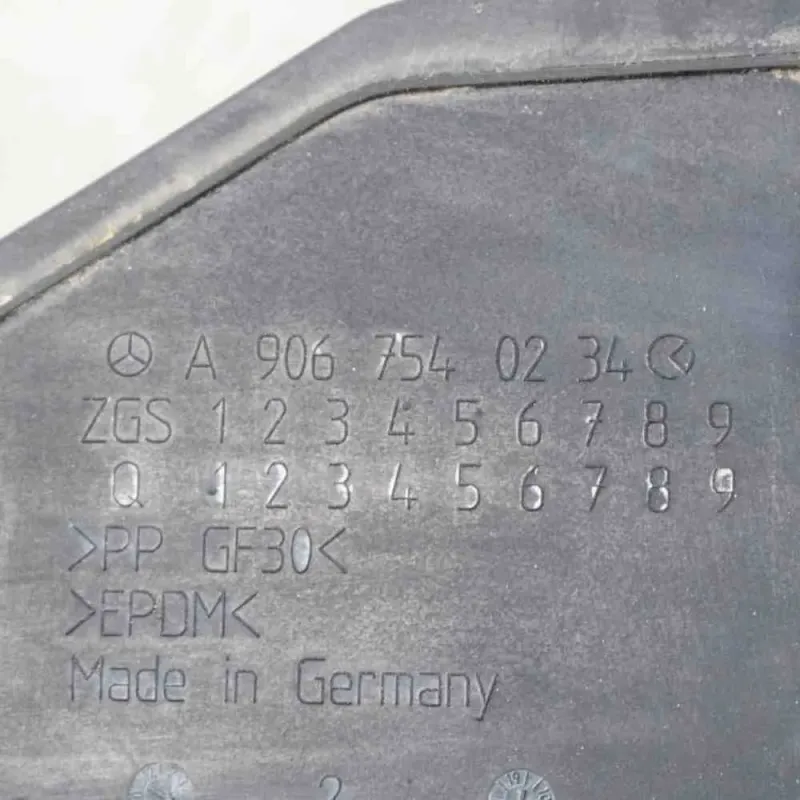 A 906 754 02 34
ZGS 1 2 3 4 5 6 7 8 9
Q 1 2 3 4 5 6 7 8 9
>PP GF30<
>EPDM<
Made in Germany
2